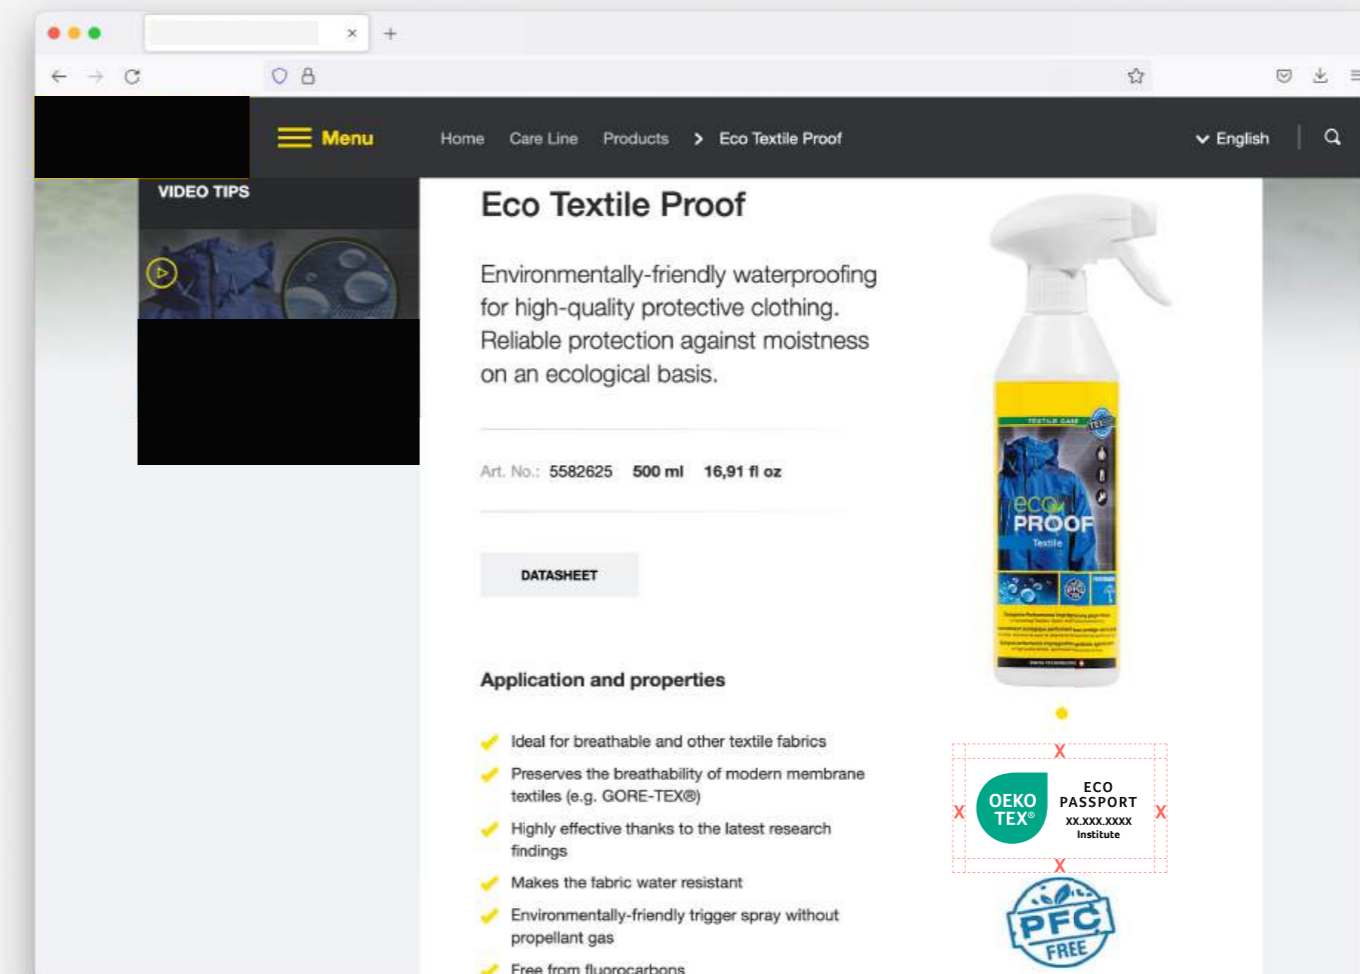 Menu
Home Care Line Products > Eco Textile Proof
English
VIDEO TIPS
Eco Textile Proof
Environmentally-friendly waterproofing
for high-quality protective clothing.
Reliable protection against moistness
on an ecological basis.
Art. No.: 5582625 500 ml 16,91 fl oz
DATASHEET
Application and properties
Ideal for breathable and other textile fabrics
Preserves the breathability of modern membrane
textiles (e.g. GORE-TEX®)
Highly effective thanks to the latest research
findings
Makes the fabric water resistant
Environmentally-friendly trigger spray without
propellant gas
Free from fluorocarbons
TEXTILE CARE
eco
PROOF
Textile
X
X
OEKO
TEX®
ECO
PASSPORT
XX.XXX.XXXX
Institute
X
X
PFC
FREE